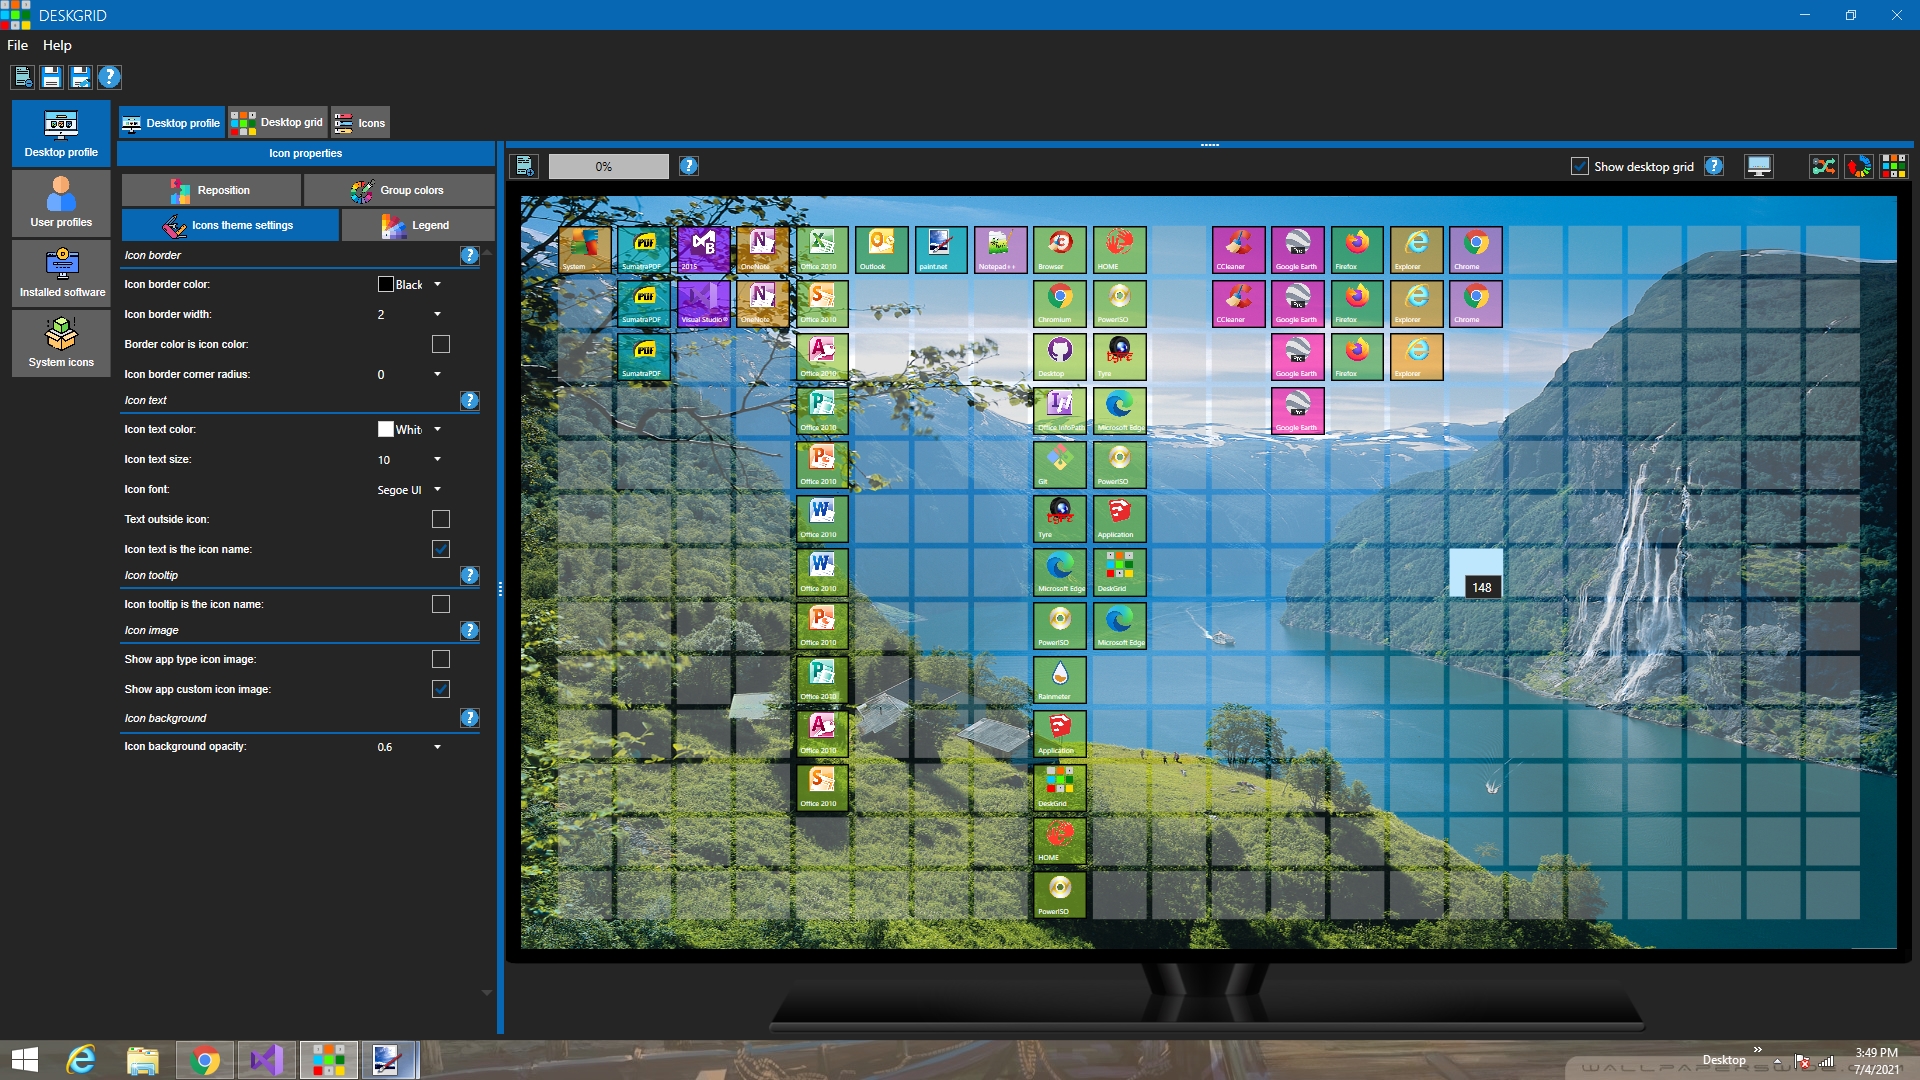 DESKGRID
File Help
Desktop profile
User profiles
Installed software
System icons
Desktop profile Desktop grid Icons
Icon properties
Reposition Group colors
Icons theme settings Legend
Icon border
Icon border color: Black
Icon border width: 2
Border color is icon color:
Icon border corner radius: 0
Icon text
Icon text color: Whit
Icon text size: 10
Icon font: Segoe UI
Text outside icon:
Icon text is the icon name:
Icon tooltip
Icon tooltip is the icon name:
Icon image
Show app type icon image:
Show app custom icon image:
Icon background
Icon background opacity: 0.6
0% Show desktop grid
System SumatraPDF 2015 OneNote Office 2010 Outlook paint.net Notepad++ Browser HOME CCleaner Google Earth Firefox Explorer Chrome
SumatraPDF Visual Studio® OneNote Office 2010 Chromium PowerISO CCleaner Google Earth Firefox Explorer Chrome
SumatraPDF Office 2010 Desktop Tyre Google Earth Firefox Explorer
Office 2010 Office InfoPath Microsoft Edge Google Earth
Office 2010 Git PowerISO
Office 2010 Tyre Application
Office 2010 Microsoft Edge DeskGrid
148
Office 2010 PowerISO Microsoft Edge
Office 2010 Rainmeter
Office 2010 Application
Office 2010 DeskGrid
HOME
PowerISO
Desktop
3:49 PM
7/4/2021